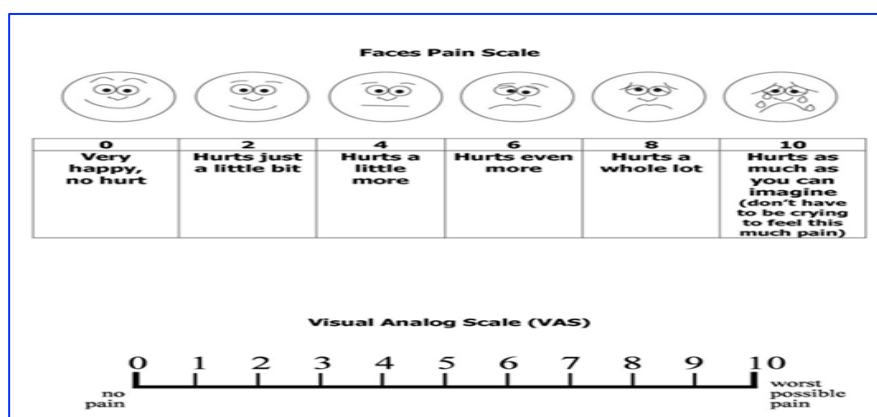 Faces Pain Scale
0 2 4 6 8 10
Very happy, no hurt
Hurts just a little bit
Hurts a little more
Hurts even more
Hurts a whole lot
Hurts as much as you can imagine (don't have to be crying to feel this much pain)
Visual Analog Scale (VAS)
0 1 2 3 4 5 6 7 8 9 10
no pain
worst possible pain